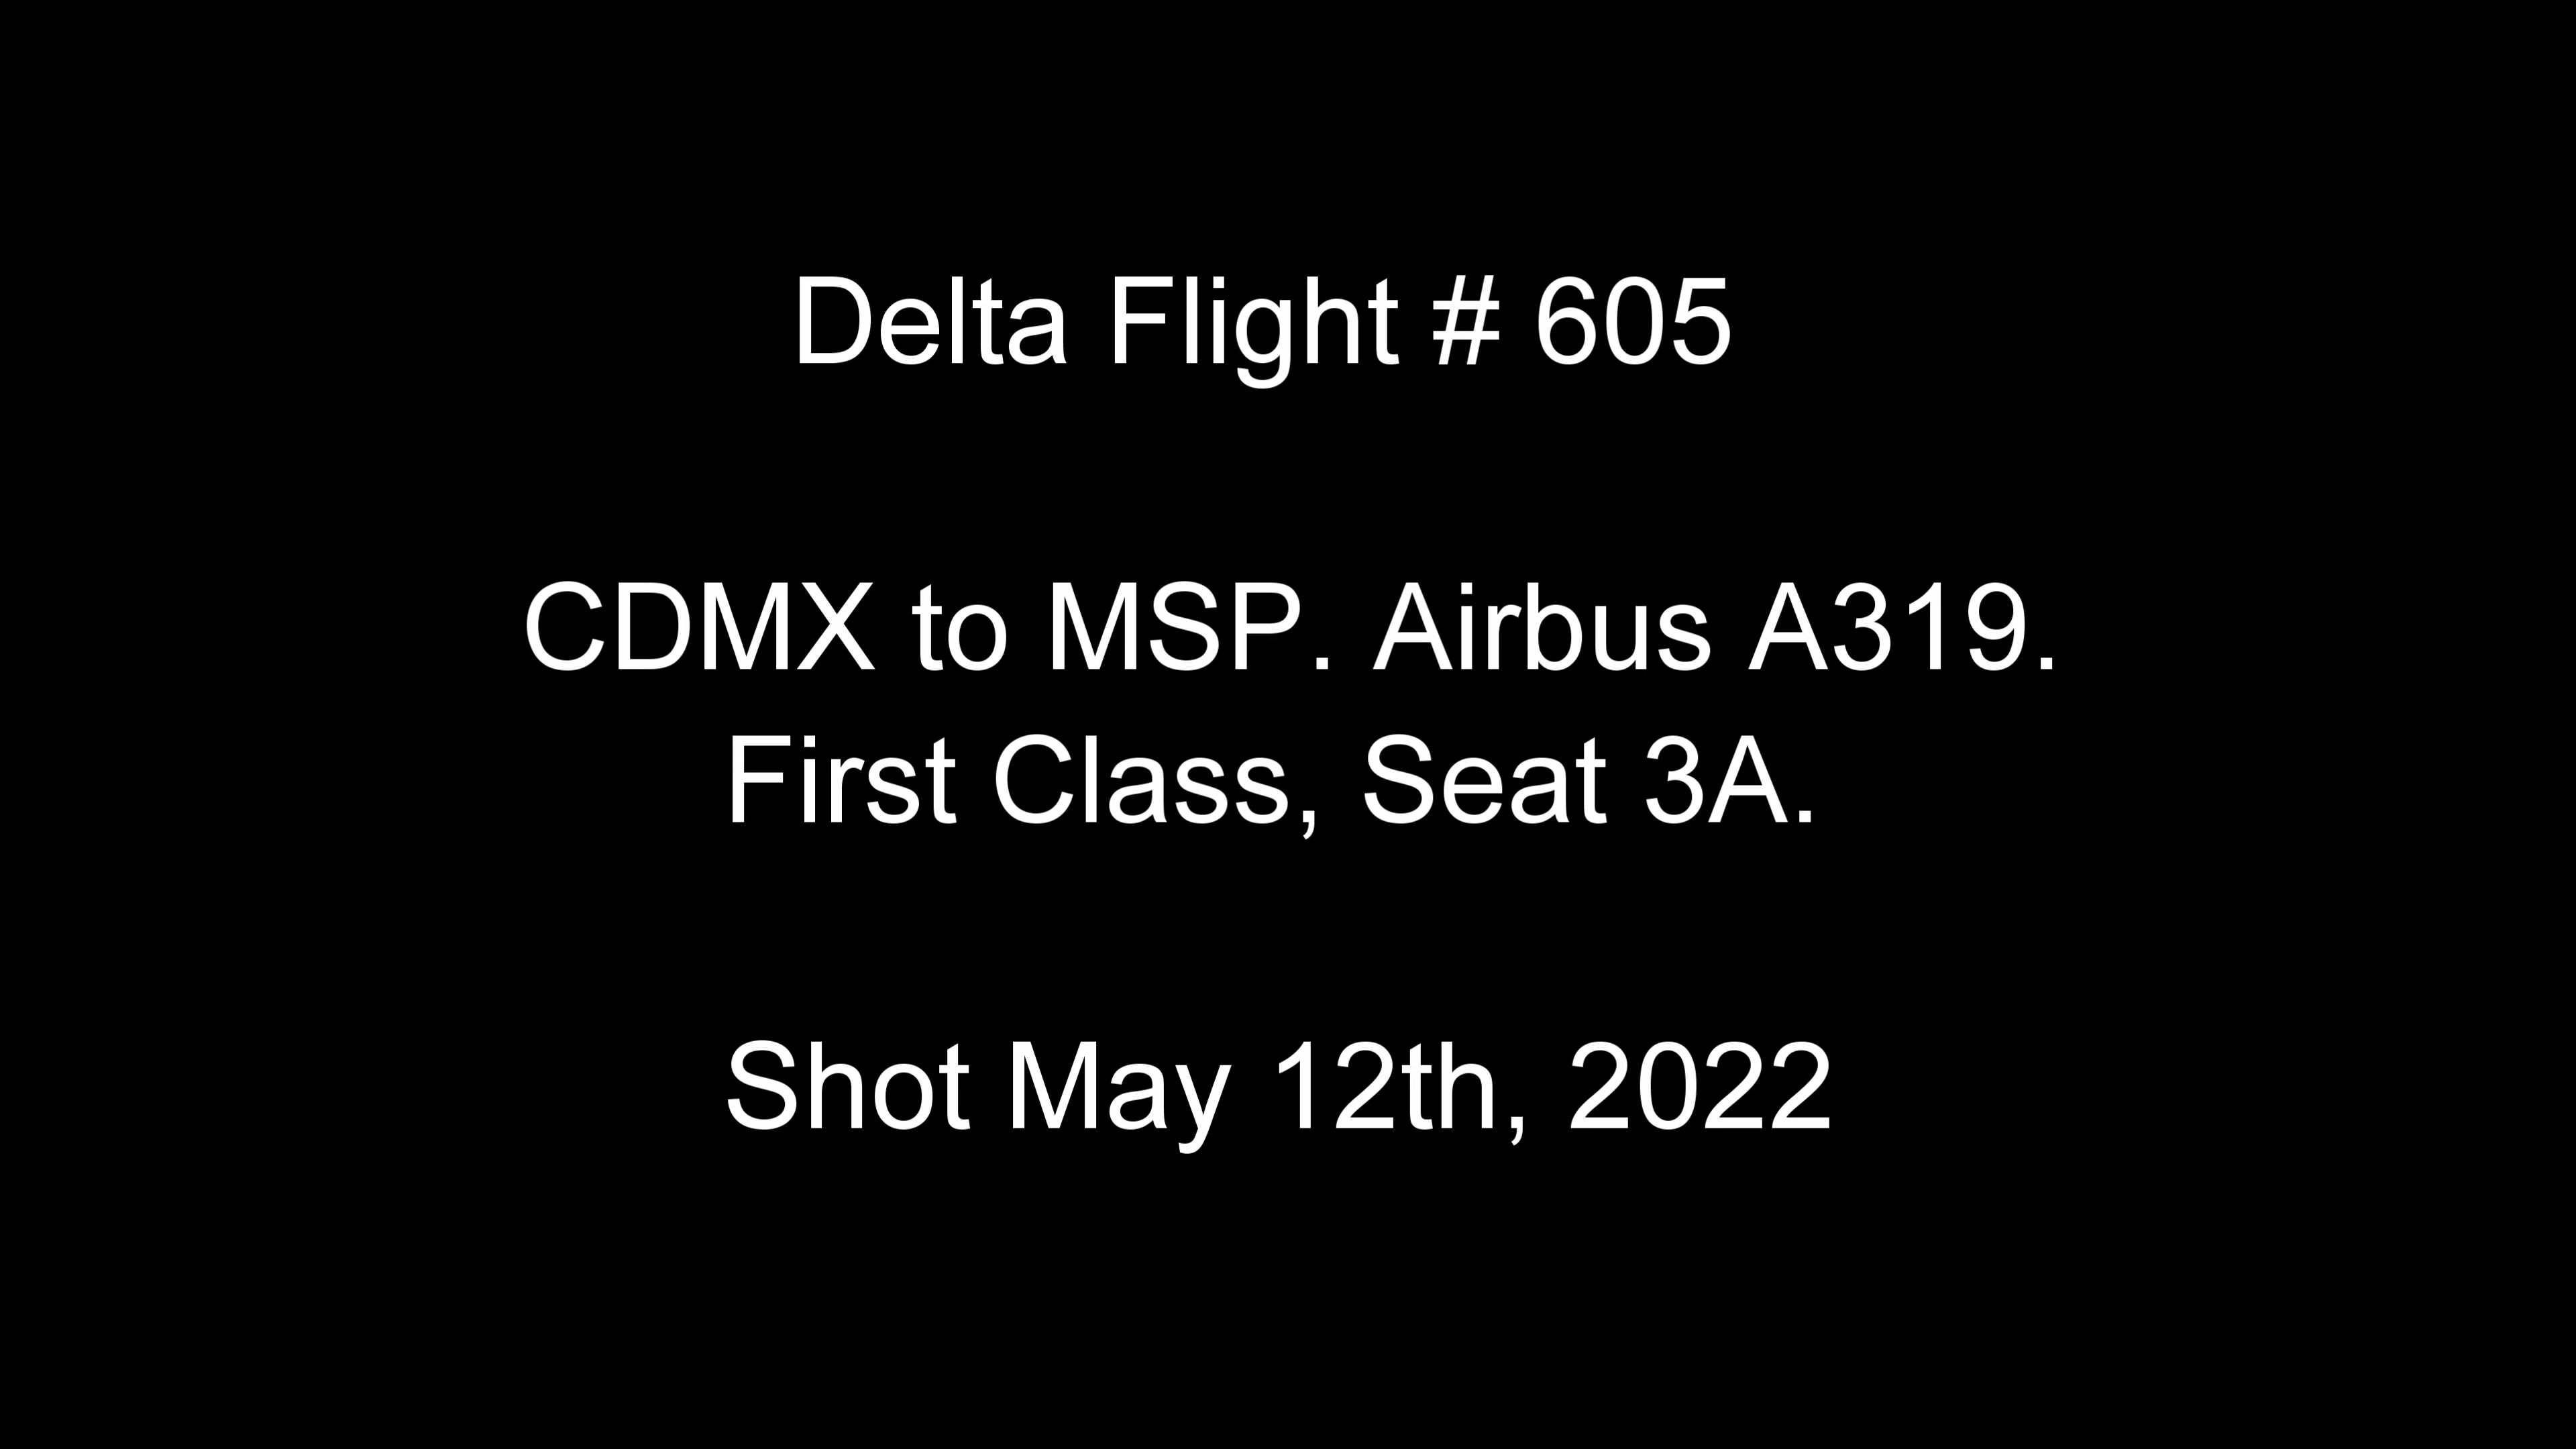 Delta Flight # 605
CDMX to MSP. Airbus A319.
First Class, Seat 3A.
Shot May 12th, 2022